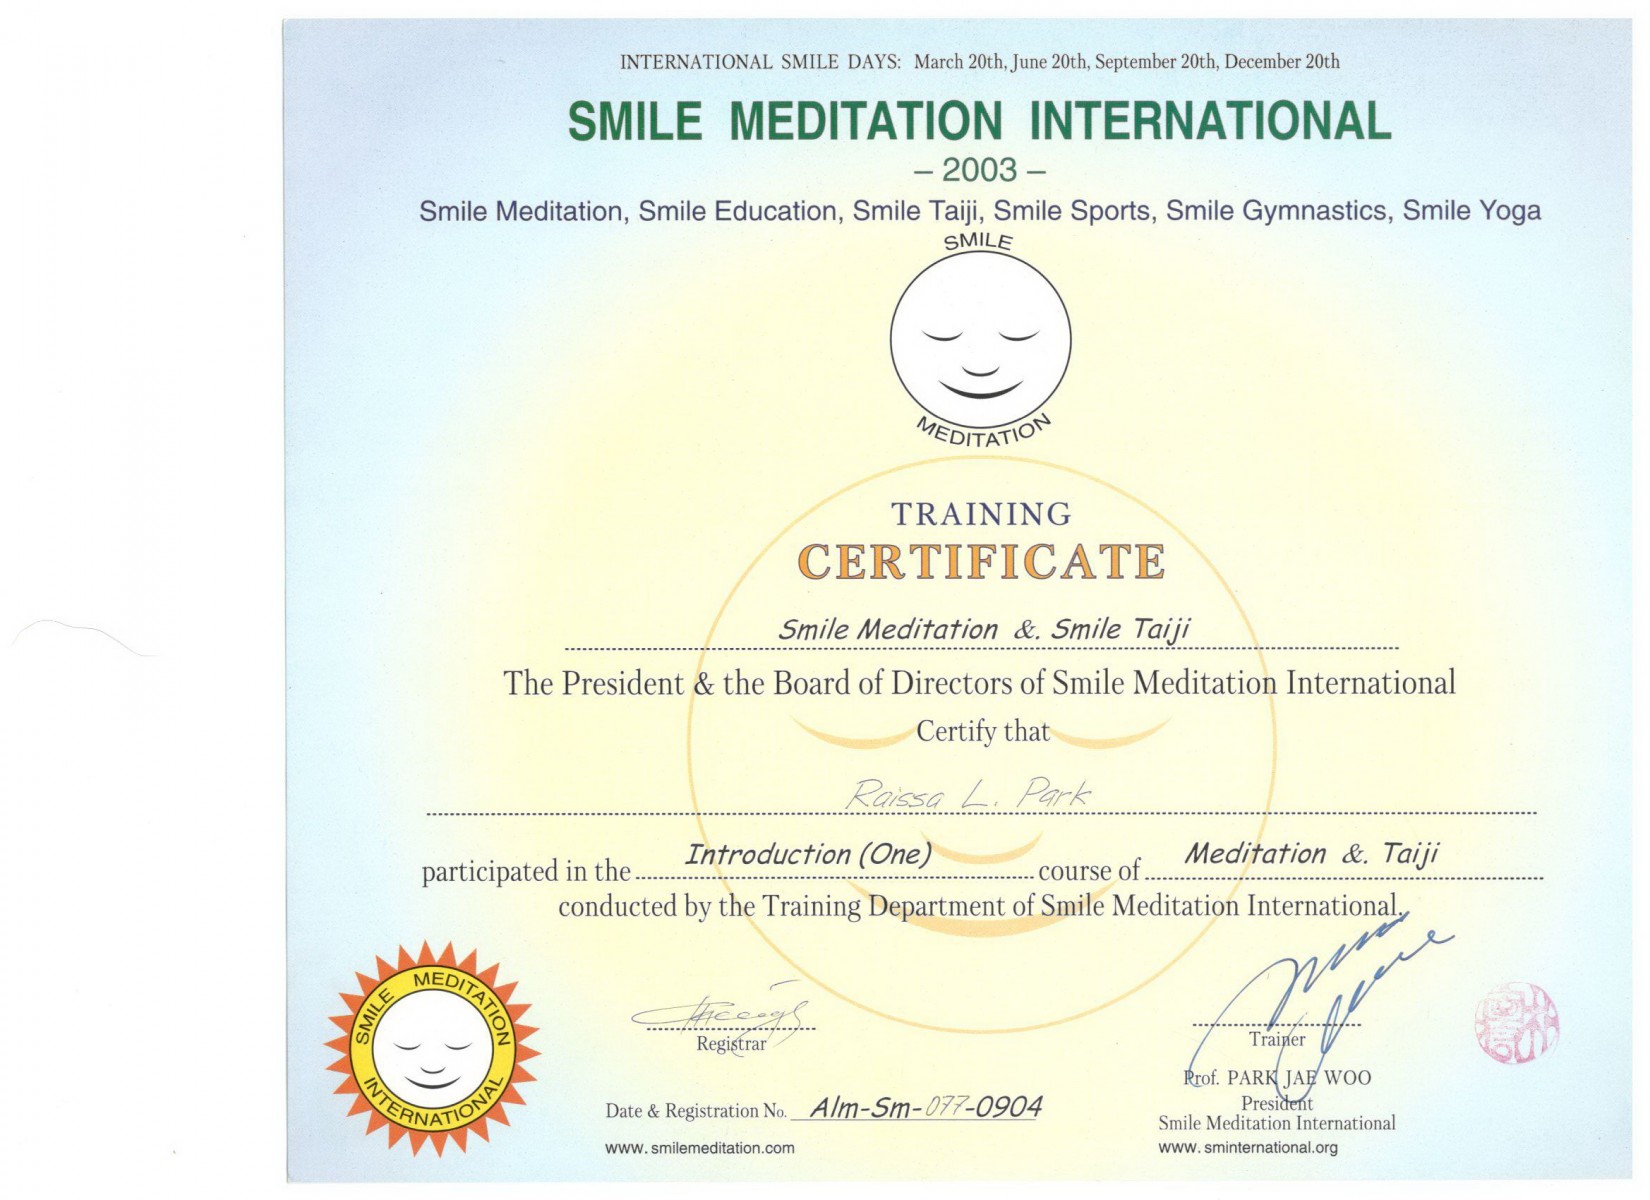 INTERNATIONAL SMILE DAYS: March 20th, June 20th, September 20th, December 20th
SMILE MEDITATION INTERNATIONAL
– 2003 –
Smile Meditation, Smile Education, Smile Taiji, Smile Sports, Smile Gymnastics, Smile Yoga
SMILE
MEDITATION
TRAINING
CERTIFICATE
Smile Meditation &. Smile Taiji
The President & the Board of Directors of Smile Meditation International
Certify that
Raissa L. Park
participated in the Introduction (One) course of Meditation &. Taiji
conducted by the Training Department of Smile Meditation International.
SMILE MEDITATION
INTERNATIONAL
Registrar
Trainer
Prof. PARK JAE WOO
President
Smile Meditation International
Date & Registration No. Alm-Sm-077-0904
www.smilemeditation.com
www.sminternational.org